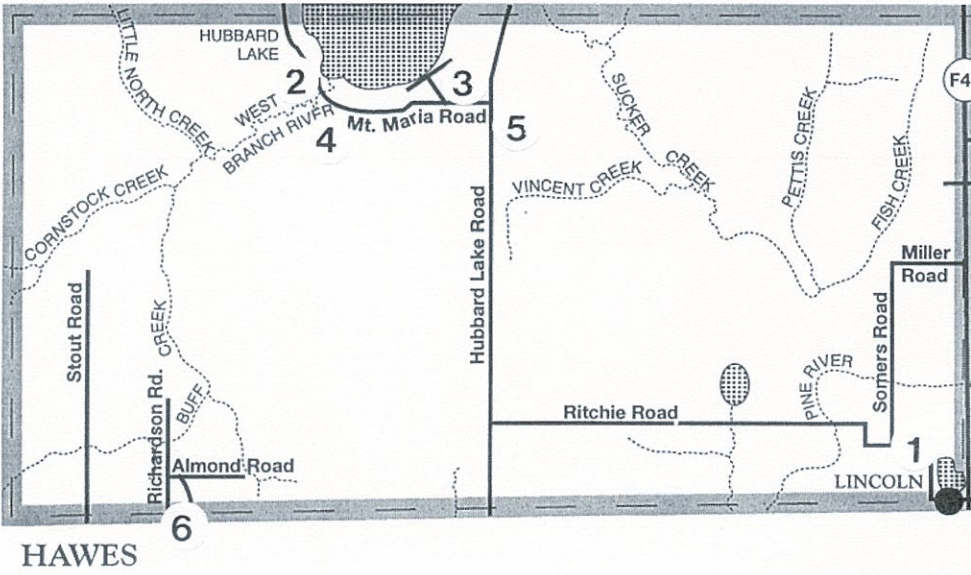 HUBBARD
LAKE
LITTLE NORTH CREEK
2
3
F4
WEST
BRANCH RIVER
4
Mt. Maria Road
5
SUCKER
CREEK
PETTIS CREEK
FISH CREEK
CORNSTOCK CREEK
VINCENT CREEK
Hubbard Lake Road
Miller
Road
Stout Road
CREEK
BUFF
Somers Road
PINE RIVER
Richardson Rd.
Ritchie Road
Almond Road
1
LINCOLN
6
HAWES